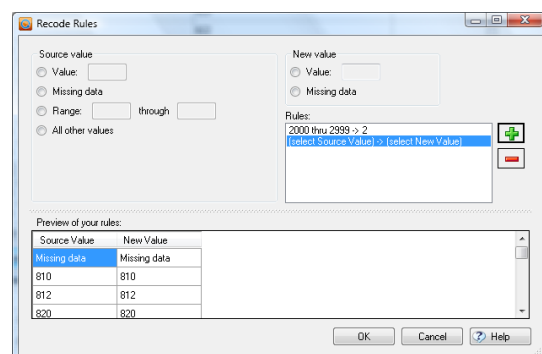 Recode Rules
Source value
Value:
Missing data
Range: through
All other values
New value
Value:
Missing data
Rules:
2000 thru 2999 -> 2
(select Source Value) -> (select New Value)
Preview of your rules:
Source Value New Value
Missing data Missing data
810 810
812 812
820 820
OK Cancel Help